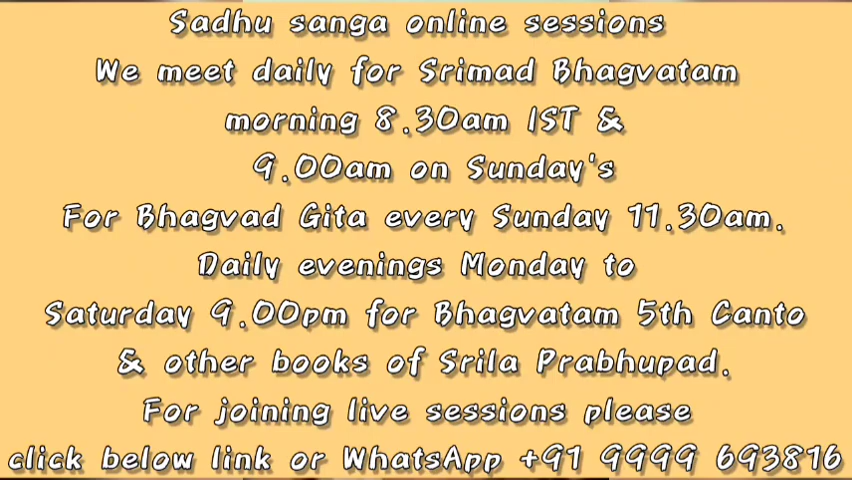 Sadhu sanga online sessions
We meet daily for Srimad Bhagvatam
morning 8.30am IST &
9.00am on Sunday's
For Bhagvad Gita every Sunday 11.30am.
Daily evenings Monday to
Saturday 9.00pm for Bhagvatam 5th Canto
& other books of Srila Prabhupad.
For joining live sessions please
click below link or WhatsApp +91 9999 693816